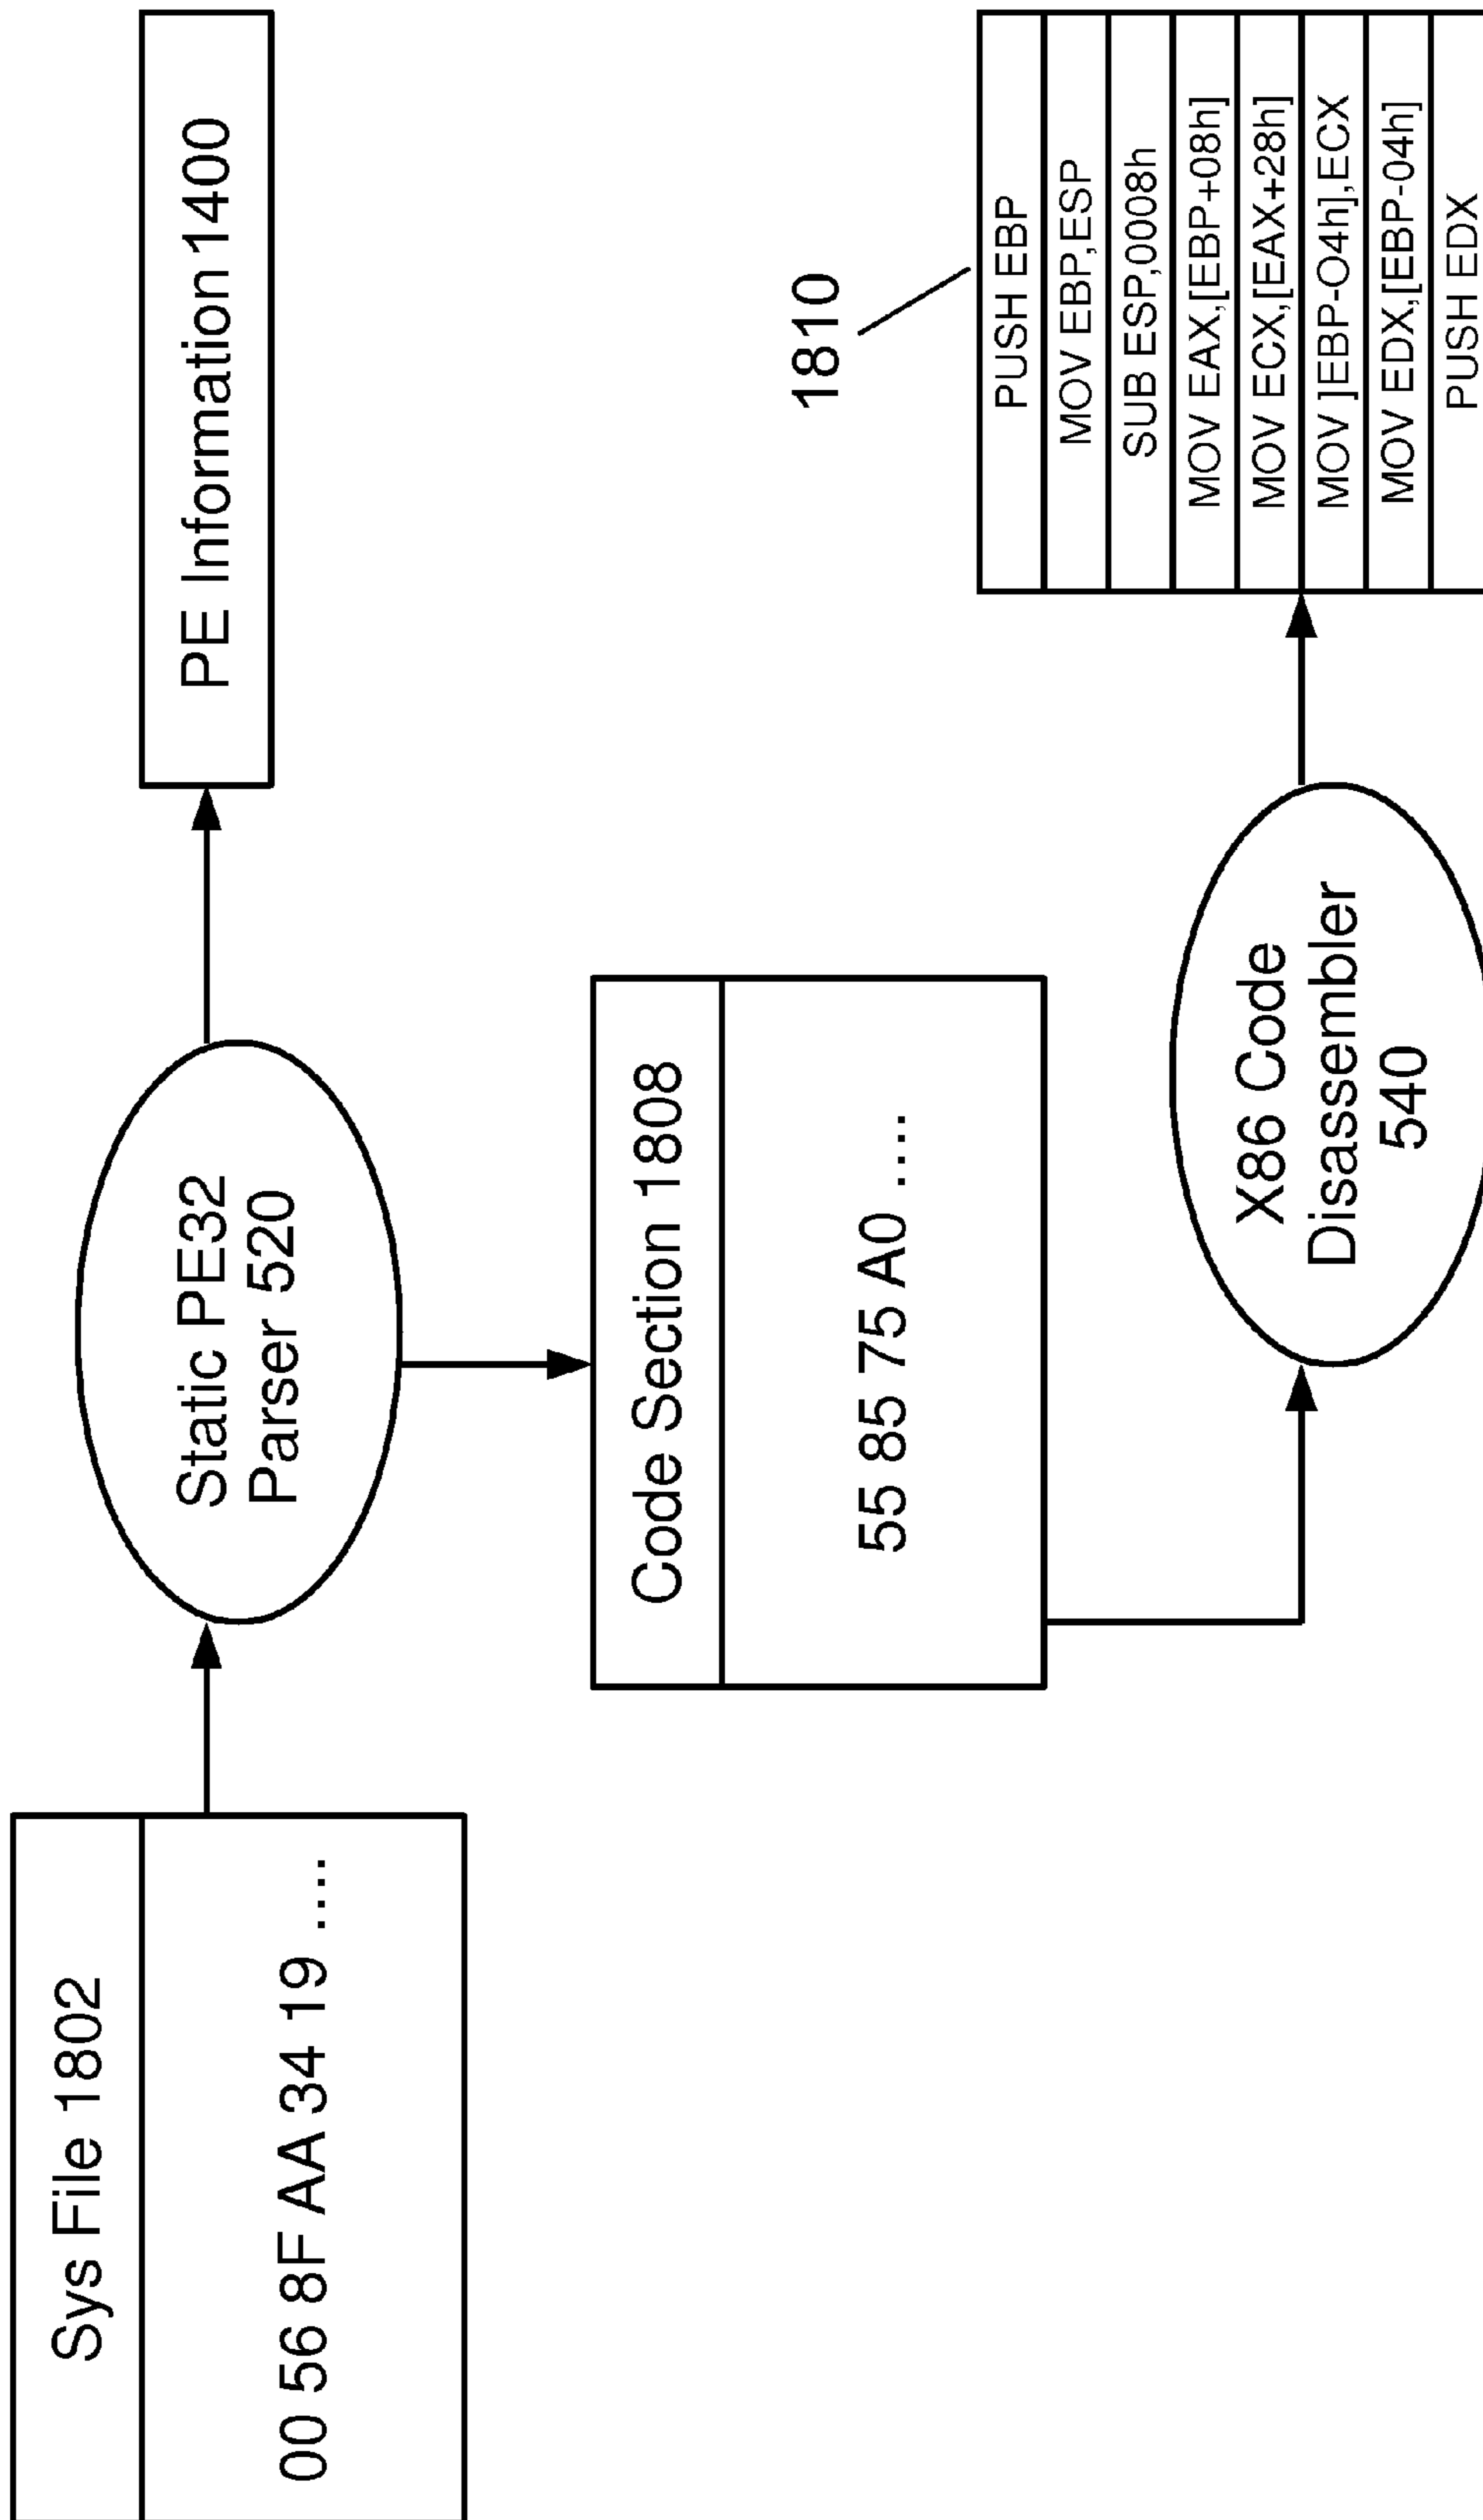 Sys File 1802
00 56 8F AA 34 19 ....
Static PE32
Parser 520
PE Information 1400
Code Section 1808
55 85 75 A0 ....
X86 Code
Disassembler
540
1810
PUSH EBP
MOV EBP,ESP
SUB ESP,0008h
MOV EAX,[EBP+08h]
MOV ECX,[EAX+28h]
MOV ]EBP-O4h],ECX
MOV EDX,[EBP-04h]
PUSH EDX